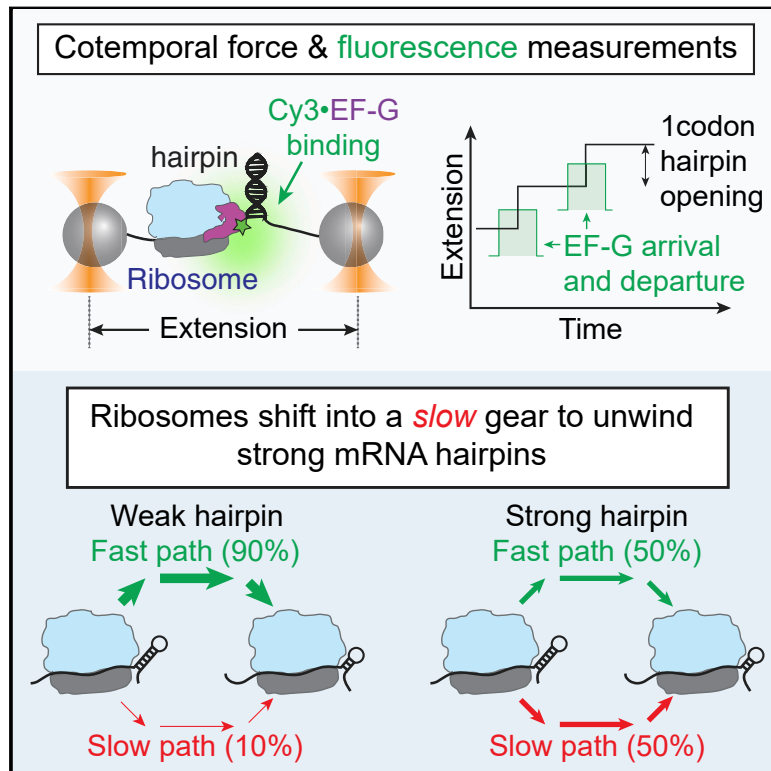 Cotemporal force & fluorescence measurements
Cy3•EF-G
binding
hairpin
Ribosome
Extension
Extension
1codon
hairpin
opening
EF-G arrival
and departure
Time
Ribosomes shift into a slow gear to unwind
strong mRNA hairpins
Weak hairpin
Fast path (90%)
Slow path (10%)
Strong hairpin
Fast path (50%)
Slow path (50%)